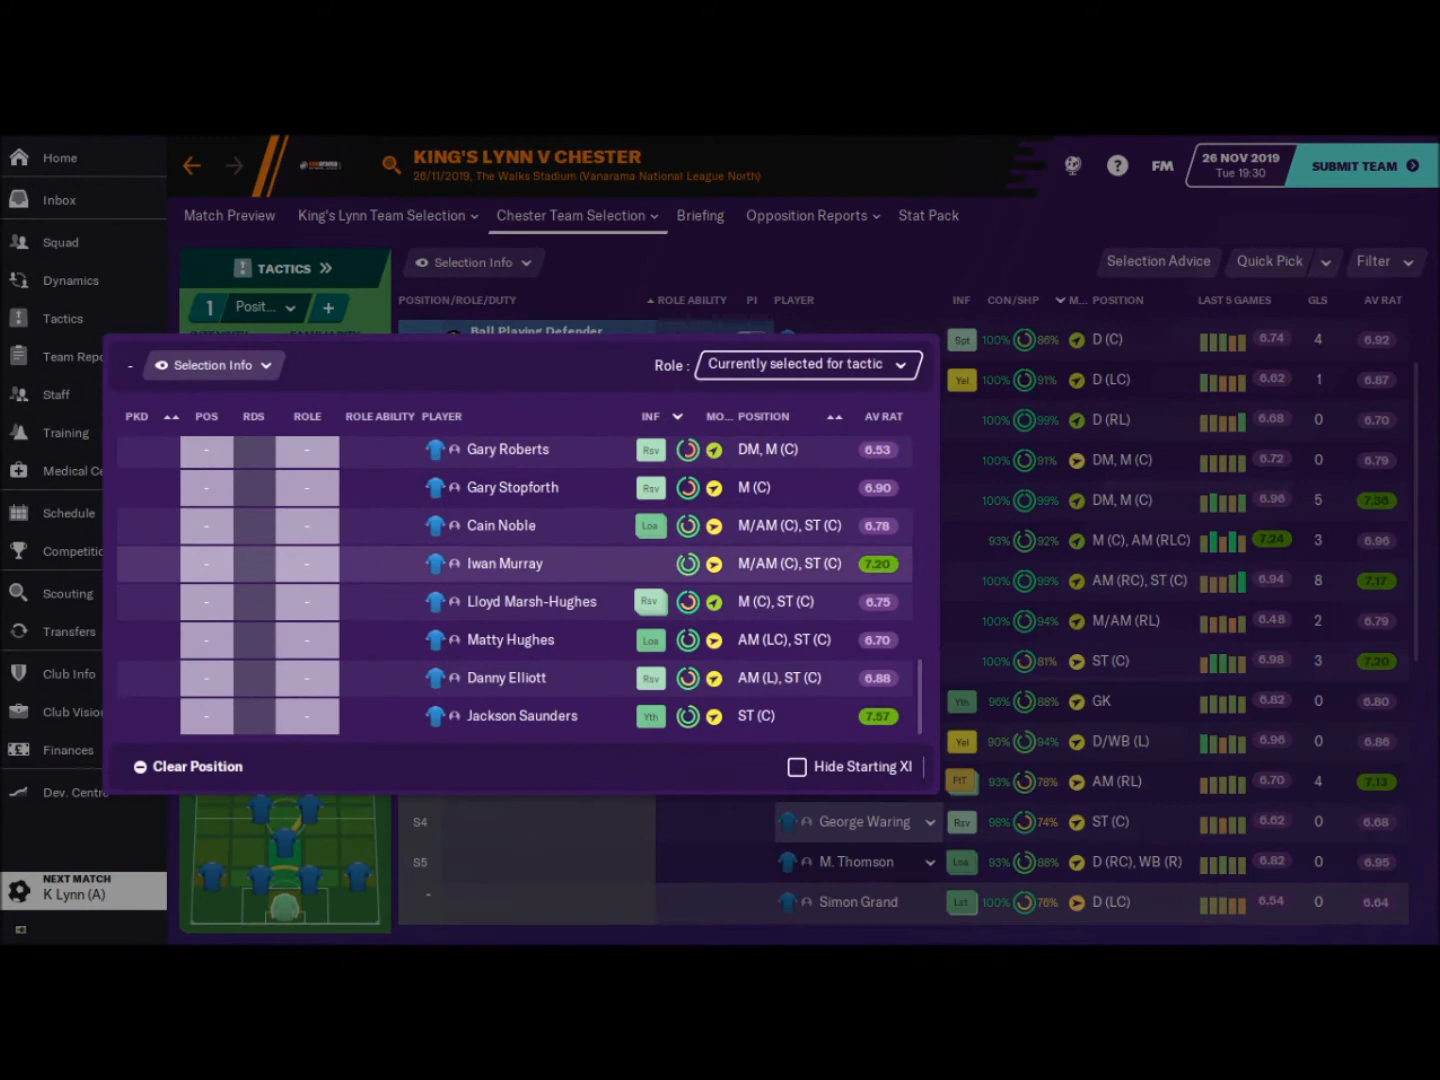 Home
Inbox
Squad
Dynamics
Tactics
Team Repo
Staff
Training
Medical Ce
Schedule
Competitic
Scouting
Transfers
Club Info
Club Vision
Finances
Dev. Centre
NEXT MATCH
K Lynn (A)
KING'S LYNN V CHESTER
26/11/2019, The Walks Stadium (Vanarama National League North)
? FM
26 NOV 2019
Tue 19:30
SUBMIT TEAM
Match Preview King's Lynn Team Selection Chester Team Selection Briefing Opposition Reports Stat Pack
TACTICS
1 Posit... +
Selection Info
Selection Advice Quick Pick Filter
POSITION/ROLE/DUTY ROLE ABILITY PI PLAYER INF CON/SHP M... POSITION LAST 5 GAMES GLS AV RAT
Ball Playing Defender
- Selection Info
Role : Currently selected for tactic
PKD POS RDS ROLE ROLE ABILITY PLAYER INF MO... POSITION AV RAT
- - Gary Roberts Rsv DM, M (C) 6.53
- - Gary Stopforth Rsv M (C) 6.90
- - Cain Noble Loa M/AM (C), ST (C) 6.78
- - Iwan Murray M/AM (C), ST (C) 7.20
- - Lloyd Marsh-Hughes Rsv M (C), ST (C) 6.75
- - Matty Hughes Loa AM (LC), ST (C) 6.70
- - Danny Elliott Rsv AM (L), ST (C) 6.88
- - Jackson Saunders Yth ST (C) 7.57
Clear Position
Hide Starting XI
Spt 100% 86% D (C) 6.74 4 6.92
Yel 100% 91% D (LC) 6.62 1 6.87
100% 99% D (RL) 6.68 0 6.70
100% 91% DM, M (C) 6.72 0 6.79
100% 99% DM, M (C) 6.96 5 7.36
93% 92% M (C), AM (RLC) 7.24 3 6.96
100% 99% AM (RC), ST (C) 6.94 8 7.17
100% 94% M/AM (RL) 6.48 2 6.79
100% 81% ST (C) 6.98 3 7.20
Yth 96% 88% GK 6.82 0 6.80
Yel 90% 94% D/WB (L) 6.96 0 6.86
PIT 93% 78% AM (RL) 6.70 4 7.13
S4 George Waring Rsv 98% 74% ST (C) 6.62 0 6.68
S5 M. Thomson Loa 93% 88% D (RC), WB (R) 6.82 0 6.95
- Simon Grand Lst 100% 76% D (LC) 6.54 0 6.64